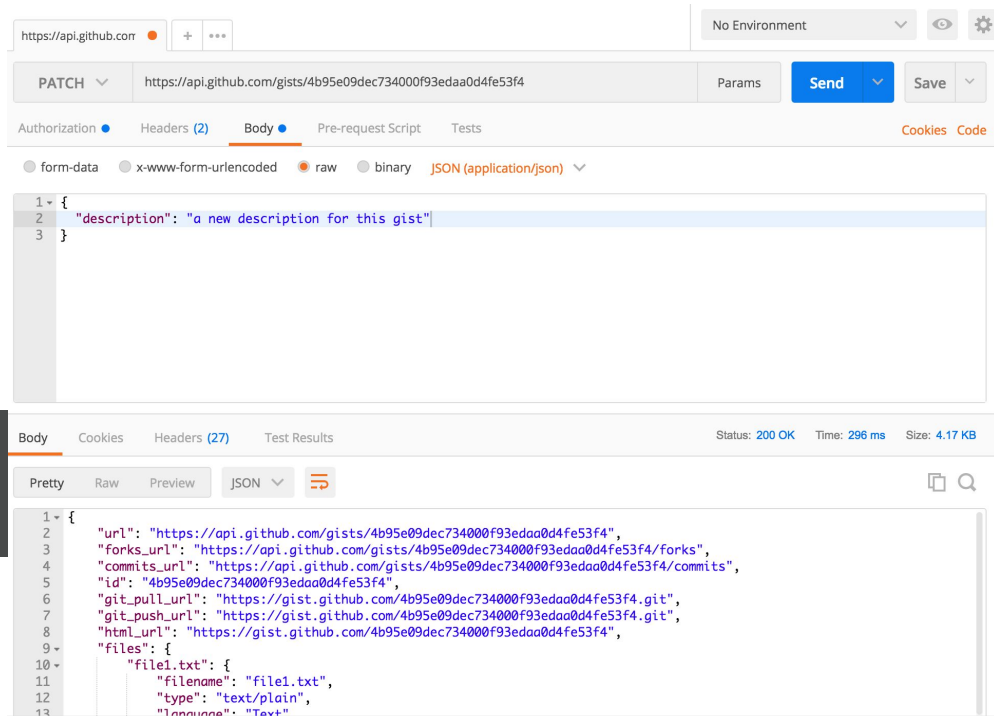 No Environment
https://api.github.com
+ •••
PATCH https://api.github.com/gists/4b95e09dec734000f93edaa0d4fe53f4 Params Send Save
Authorization Headers (2) Body Pre-request Script Tests Cookies Code
form-data x-www-form-urlencoded raw binary JSON (application/json)
1 {
2 "description": "a new description for this gist"
3 }
Body Cookies Headers (27) Test Results Status: 200 OK Time: 296 ms Size: 4.17 KB
Pretty Raw Preview JSON
1 {
2 "url": "https://api.github.com/gists/4b95e09dec734000f93edaa0d4fe53f4",
3 "forks_url": "https://api.github.com/gists/4b95e09dec734000f93edaa0d4fe53f4/forks",
4 "commits_url": "https://api.github.com/gists/4b95e09dec734000f93edaa0d4fe53f4/commits",
5 "id": "4b95e09dec734000f93edaa0d4fe53f4",
6 "git_pull_url": "https://gist.github.com/4b95e09dec734000f93edaa0d4fe53f4.git",
7 "git_push_url": "https://gist.github.com/4b95e09dec734000f93edaa0d4fe53f4.git",
8 "html_url": "https://gist.github.com/4b95e09dec734000f93edaa0d4fe53f4",
9 "files": {
10 "file1.txt": {
11 "filename": "file1.txt",
12 "type": "text/plain",
13 "language": "Text"